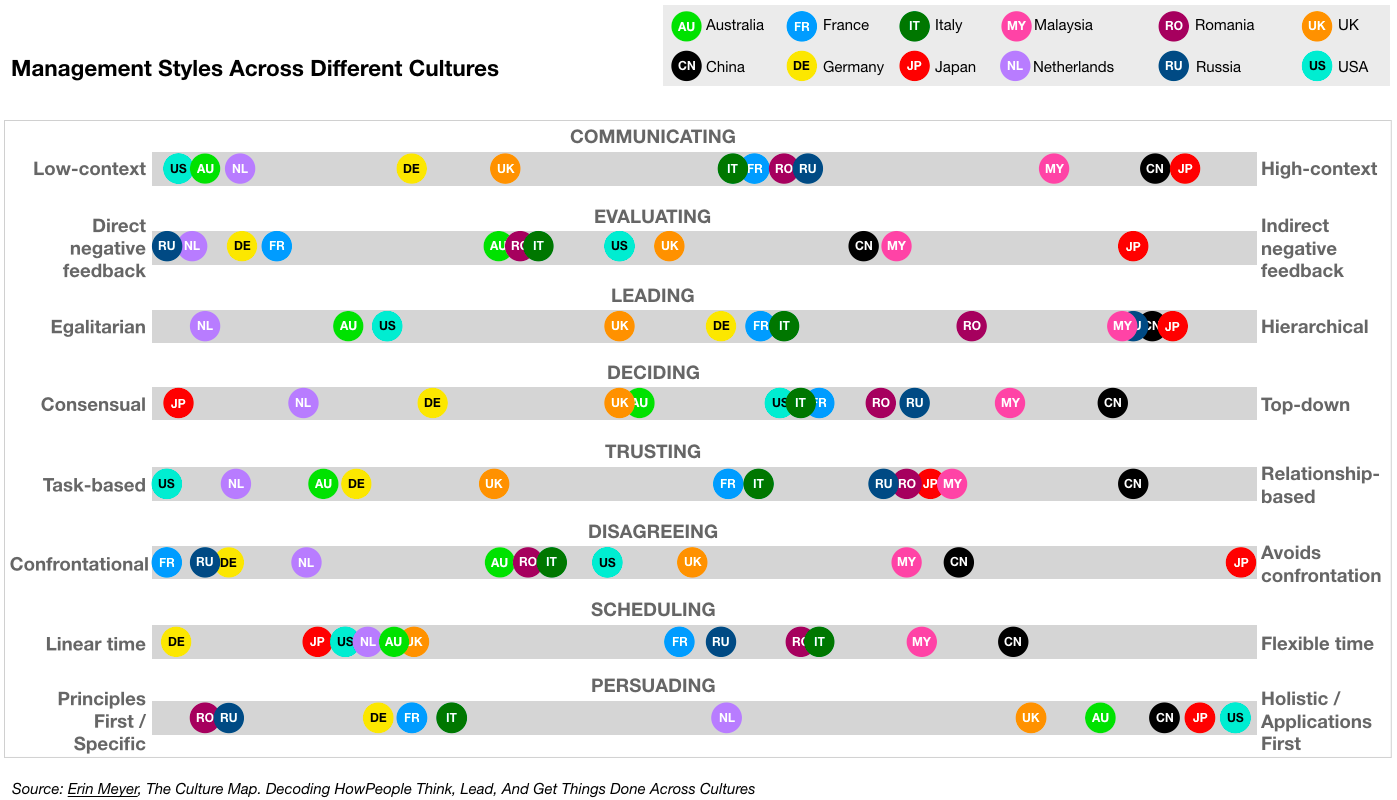 AU Australia FR France IT Italy MY Malaysia RO Romania UK UK
Management Styles Across Different Cultures
CN China DE Germany JP Japan NL Netherlands RU Russia US USA
COMMUNICATING
Low-context US AU NL DE UK IT FR RO RU MY CN JP High-context
EVALUATING
Direct
negative
feedback
RU NL DE FR AU RO IT US UK CN MY JP
Indirect
negative
feedback
LEADING
Egalitarian NL AU US UK DE FR IT RO MY CN JP Hierarchical
DECIDING
Consensual JP NL DE UK AU US IT FR RO RU MY CN Top-down
TRUSTING
Task-based US NL AU DE UK FR IT RU RO JP MY CN
Relationship-
based
DISAGREEING
Confrontational FR RU DE NL AU RO IT US UK MY CN JP
Avoids
confrontation
SCHEDULING
Linear time DE JP US NL AU UK FR RU RO IT MY CN Flexible time
PERSUADING
Principles
First /
Specific
RO RU DE FR IT NL UK AU CN JP US
Holistic /
Applications
First
Source: Erin Meyer, The Culture Map. Decoding HowPeople Think, Lead, And Get Things Done Across Cultures